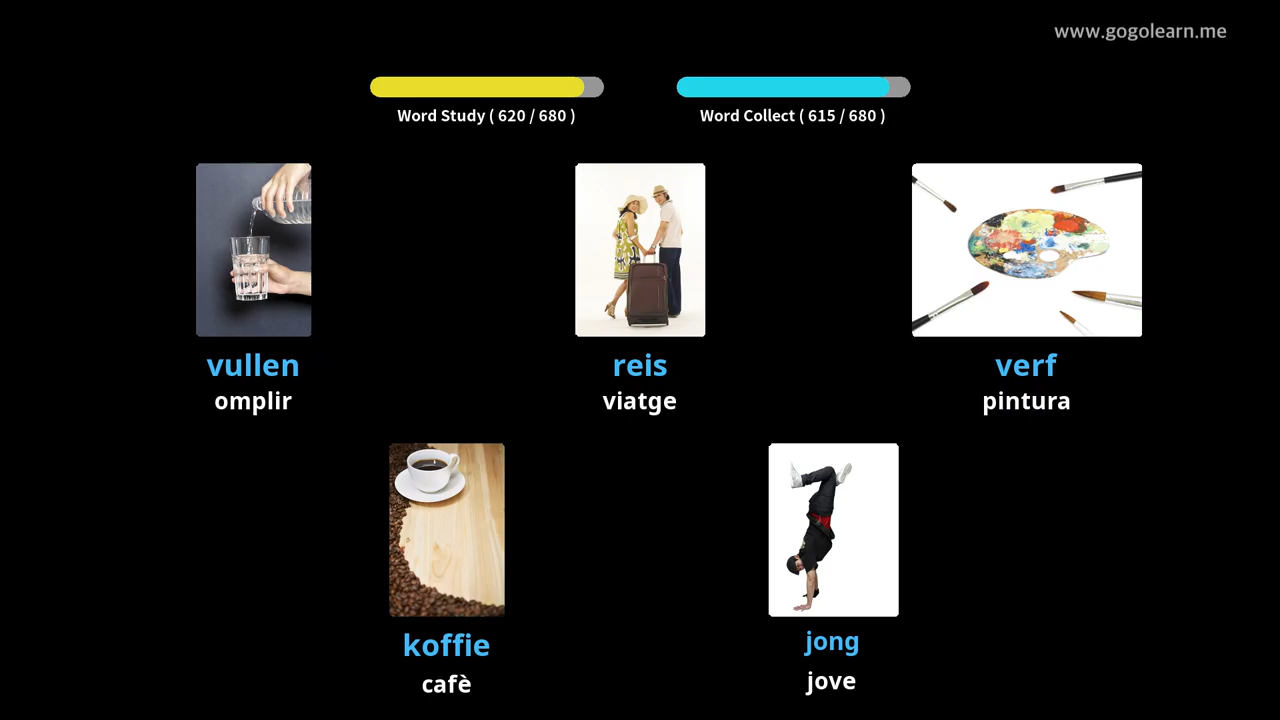 www.gogolearn.me
Word Study ( 620 / 680 )
Word Collect ( 615 / 680 )
vullen
omplir
reis
viatge
verf
pintura
koffie
cafè
jong
jove